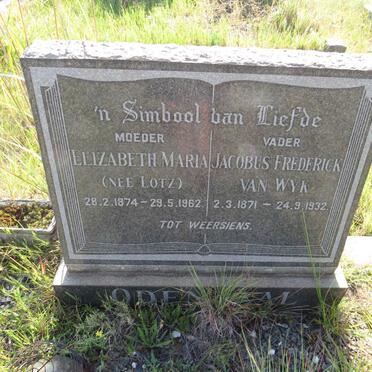 'n Simbool van Liefde
MOEDER VADER
ELIZABETH MARIA JACOBUS FREDERICK
(NEE LOTZ) VAN WYK
28.2.1874 - 29.5.1962 2.3.1871 - 24.9.1932
TOT WEERSIENS.